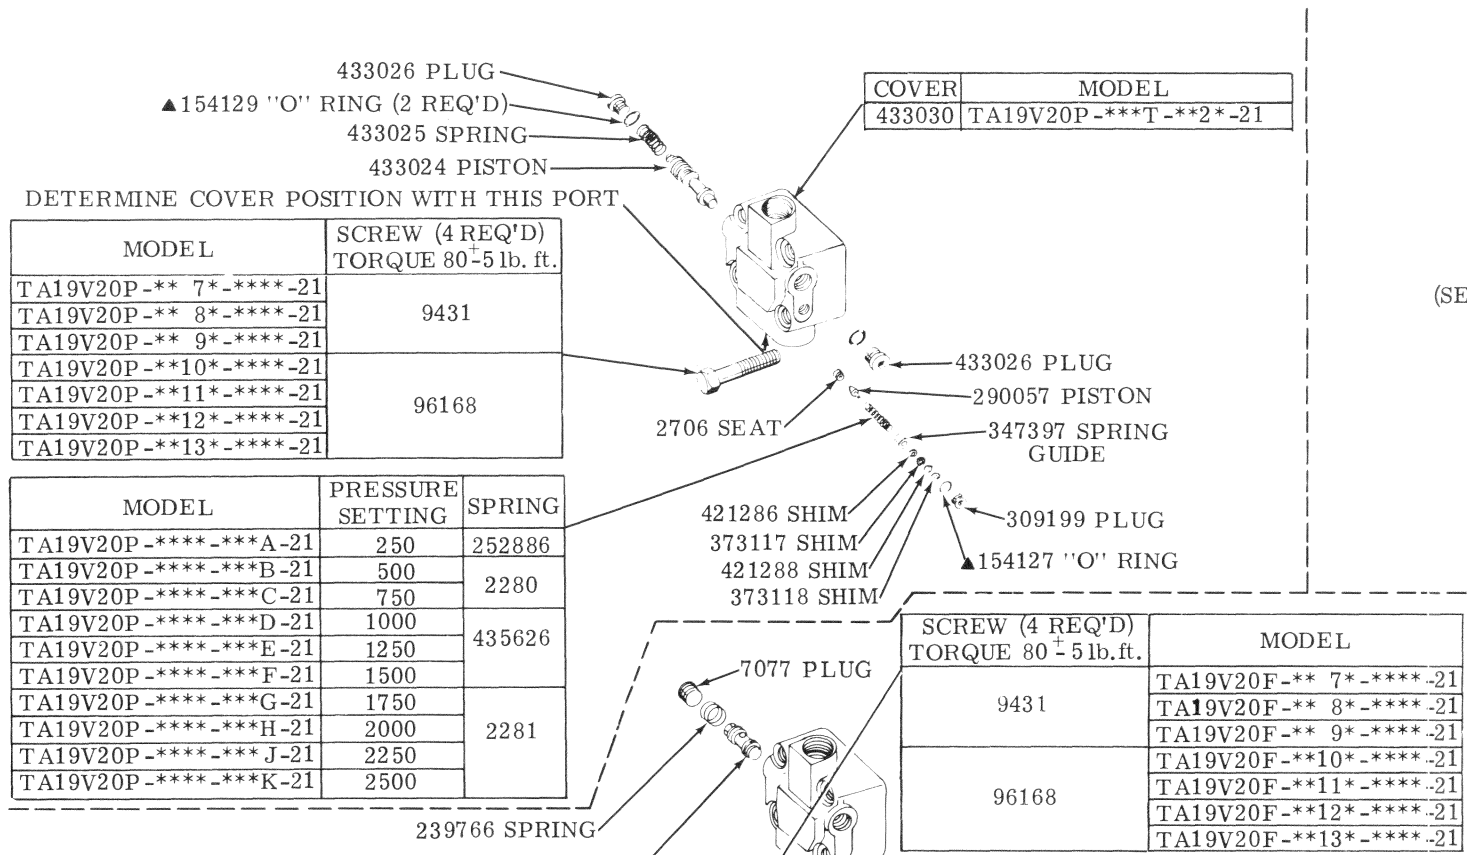 433026 PLUG
▲154129 "O" RING (2 REQ'D)
433025 SPRING
433024 PISTON
DETERMINE COVER POSITION WITH THIS PORT
COVER MODEL
433030 TA19V20P-***T-**2*-21
MODEL SCREW (4 REQ'D) TORQUE 80±5 lb. ft.
TA19V20P-** 7*-****-21
TA19V20P-** 8*-****-21 9431
TA19V20P-** 9*-****-21
TA19V20P-**10*-****-21
TA19V20P-**11*-****-21
96168
TA19V20P-**12*-****-21
TA19V20P-**13*-****-21
(SE
433026 PLUG
290057 PISTON
2706 SEAT
347397 SPRING
GUIDE
421286 SHIM
373117 SHIM
421288 SHIM
373118 SHIM
309199 PLUG
▲154127 "O" RING
MODEL PRESSURE SETTING SPRING
TA19V20P-****-***A-21 250 252886
TA19V20P-****-***B-21 500
2280
TA19V20P-****-***C-21 750
TA19V20P-****-***D-21 1000
435626
TA19V20P-****-***E-21 1250
TA19V20P-****-***F-21 1500
TA19V20P-****-***G-21 1750
TA19V20P-****-***H-21 2000 2281
TA19V20P-****-***J-21 2250
TA19V20P-****-***K-21 2500
7077 PLUG
239766 SPRING
SCREW (4 REQ'D) TORQUE 80±5 lb. ft. MODEL
TA19V20F-** 7*-****-21
9431 TA19V20F-** 8*-****-21
TA19V20F-** 9*-****-21
TA19V20F-**10*-****-21
TA19V20F-**11*-****-21
96168
TA19V20F-**12*-****-21
TA19V20F-**13*-****-21